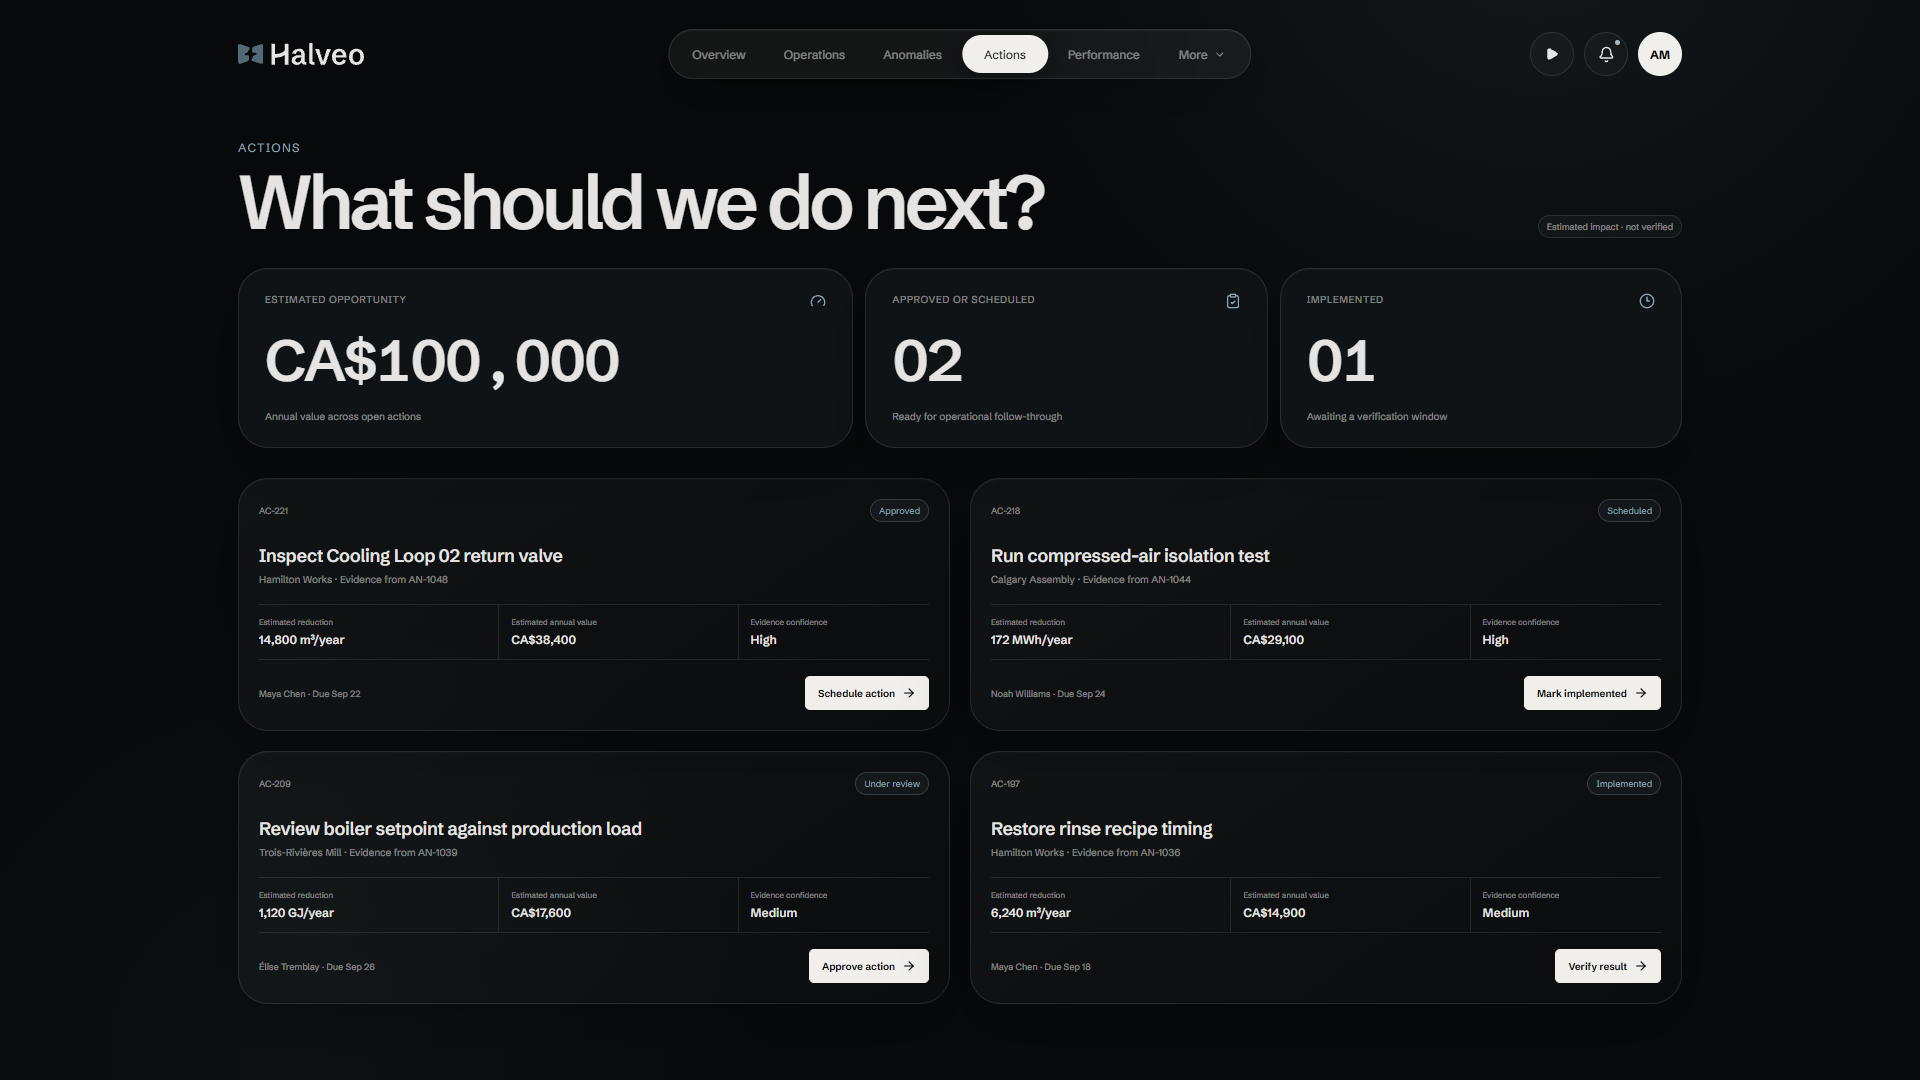 Halveo
Overview Operations Anomalies Actions Performance More
AM
ACTIONS
What should we do next?
Estimated impact · not verified
ESTIMATED OPPORTUNITY
CA$100,000
Annual value across open actions
APPROVED OR SCHEDULED
02
Ready for operational follow-through
IMPLEMENTED
01
Awaiting a verification window
AC-221
Approved
Inspect Cooling Loop 02 return valve
Hamilton Works · Evidence from AN-1048
Estimated reduction
14,800 m³/year
Estimated annual value
CA$38,400
Evidence confidence
High
Maya Chen · Due Sep 22
Schedule action
AC-218
Scheduled
Run compressed-air isolation test
Calgary Assembly · Evidence from AN-1044
Estimated reduction
172 MWh/year
Estimated annual value
CA$29,100
Evidence confidence
High
Noah Williams · Due Sep 24
Mark implemented
AC-209
Under review
Review boiler setpoint against production load
Trois-Rivières Mill · Evidence from AN-1039
Estimated reduction
1,120 GJ/year
Estimated annual value
CA$17,600
Evidence confidence
Medium
Élise Tremblay · Due Sep 26
Approve action
AC-197
Implemented
Restore rinse recipe timing
Hamilton Works · Evidence from AN-1036
Estimated reduction
6,240 m³/year
Estimated annual value
CA$14,900
Evidence confidence
Medium
Maya Chen · Due Sep 18
Verify result